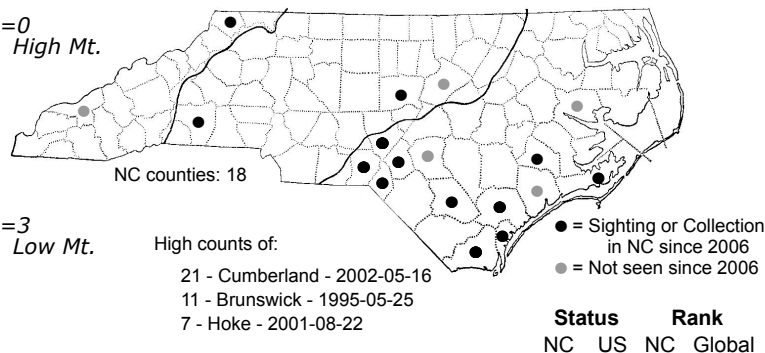 =0
High Mt.
NC counties: 18
=3
Low Mt.
High counts of:
21 - Cumberland - 2002-05-16
11 - Brunswick - 1995-05-25
7 - Hoke - 2001-08-22
= Sighting or Collection
in NC since 2006
= Not seen since 2006
Status Rank
NC US NC Global